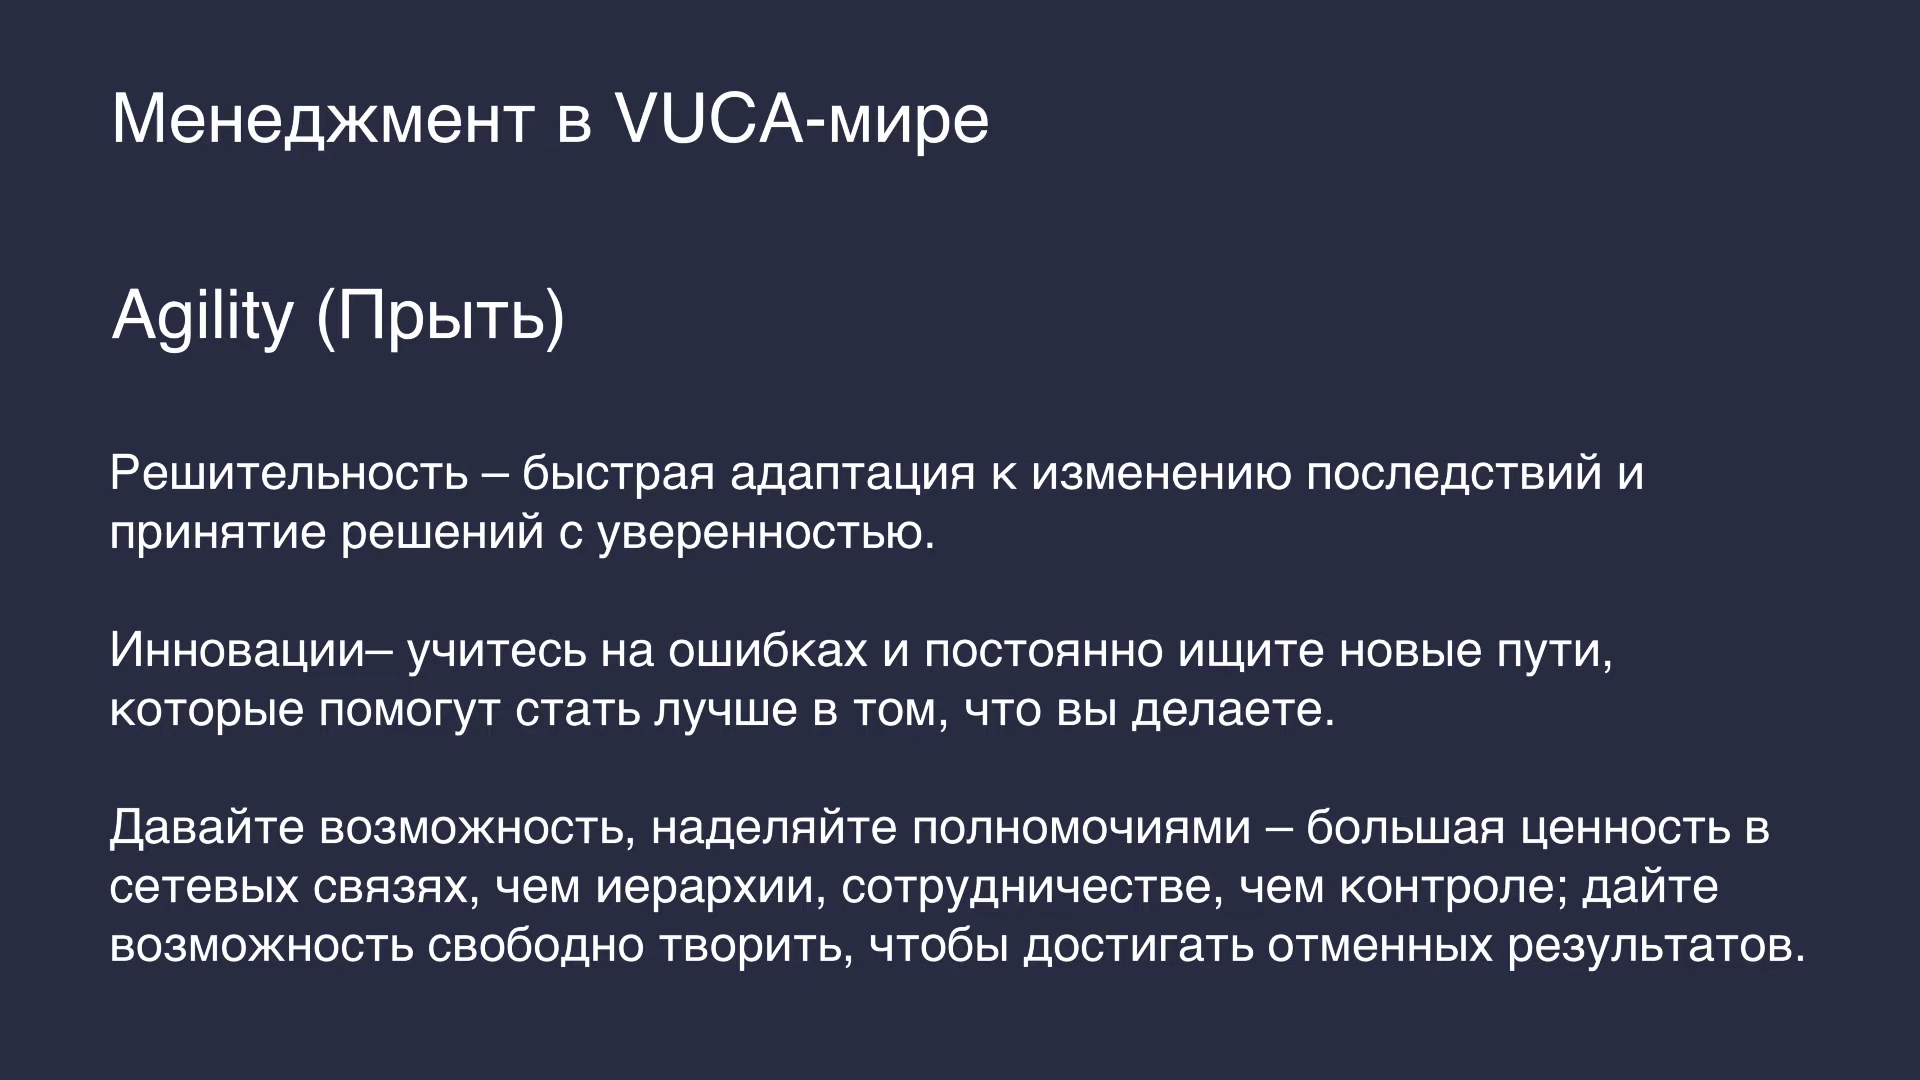 Менеджмент в VUCA-мире
Agility (Прыть)
Решительность – быстрая адаптация к изменению последствий и
принятие решений с уверенностью.
Инновации– учитесь на ошибках и постоянно ищите новые пути,
которые помогут стать лучше в том, что вы делаете.
Давайте возможность, наделяйте полномочиями – большая ценность в
сетевых связях, чем иерархии, сотрудничестве, чем контроле; дайте
возможность свободно творить, чтобы достигать отменных результатов.